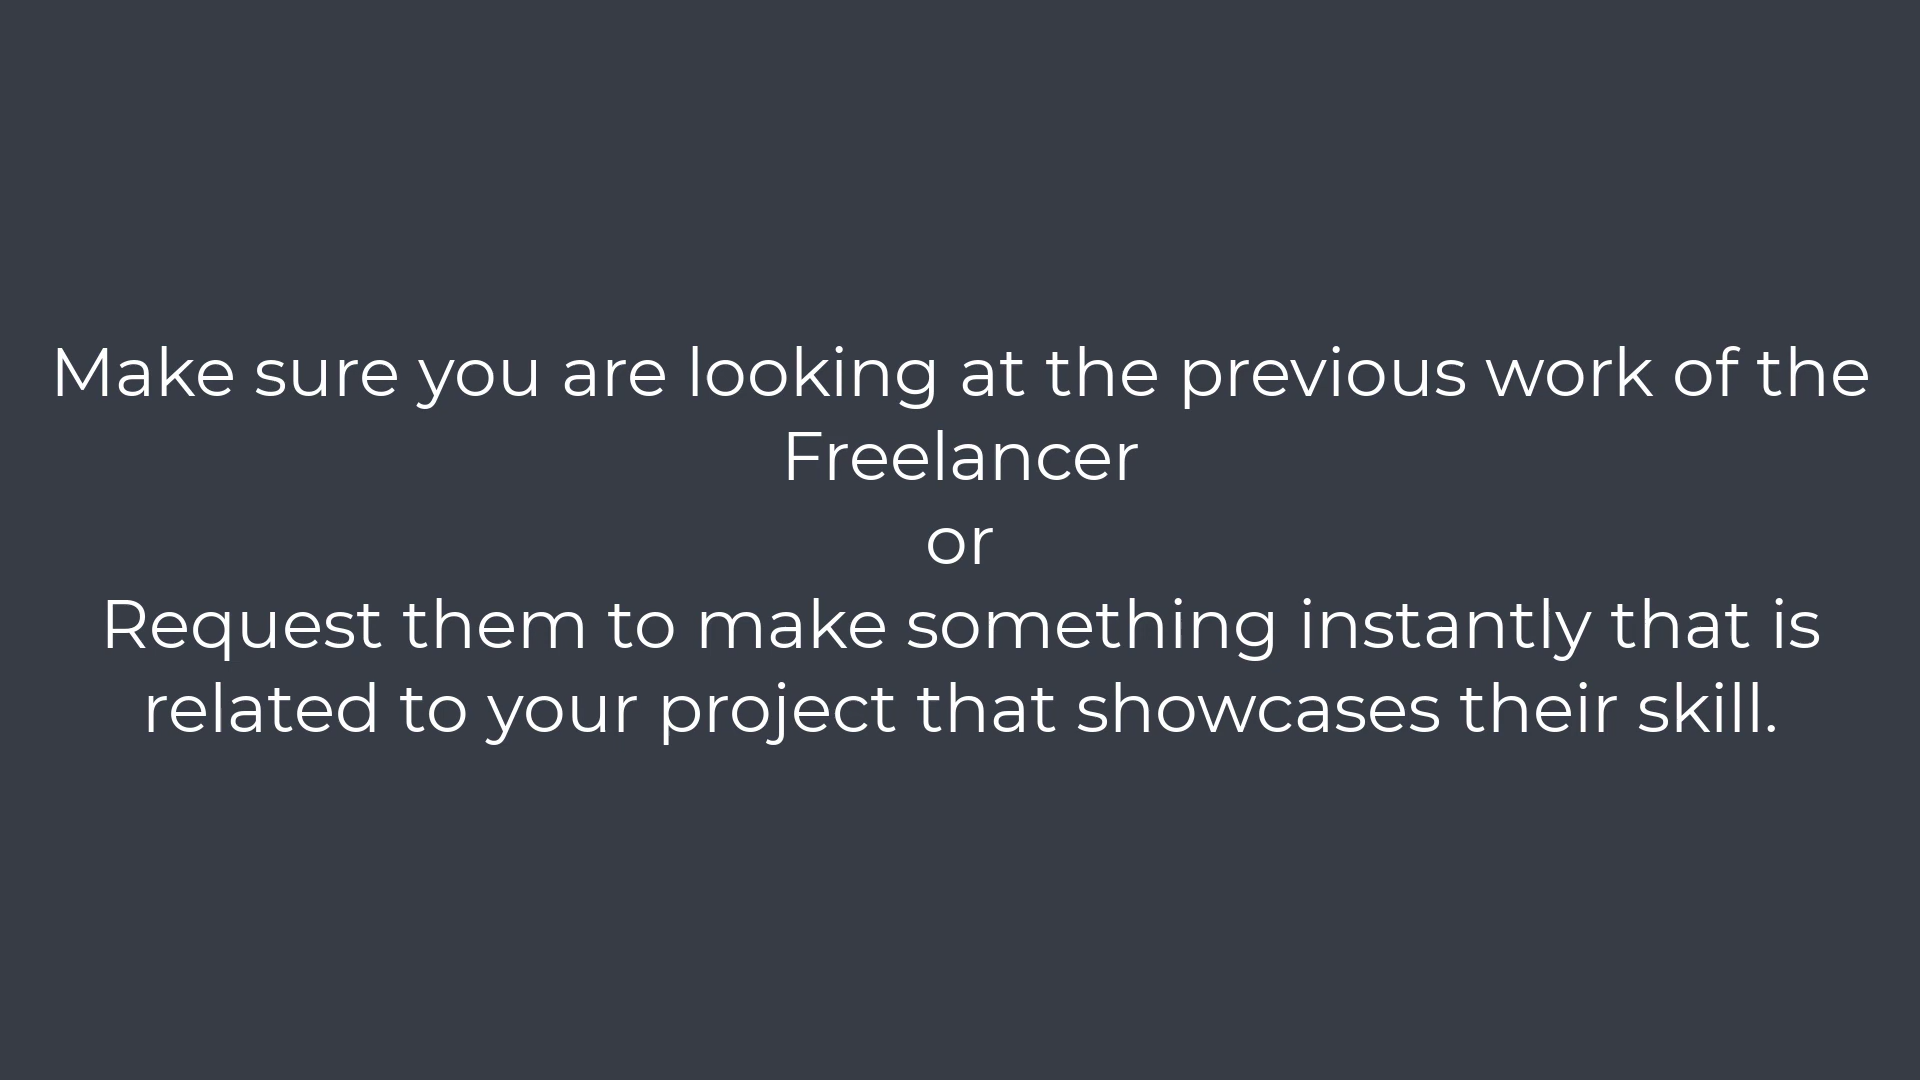 Make sure you are looking at the previous work of the
Freelancer
or
Request them to make something instantly that is
related to your project that showcases their skill.